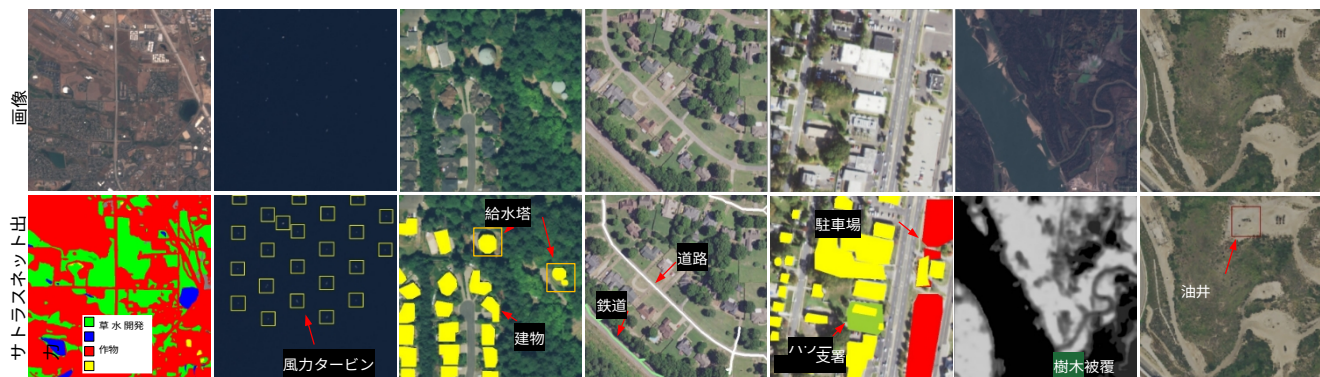 画像
サトラスネット出力
草 水 開発
作物
風力タービン
給水塔
建物
道路
鉄道
駐車場
支署
樹木被覆
油井